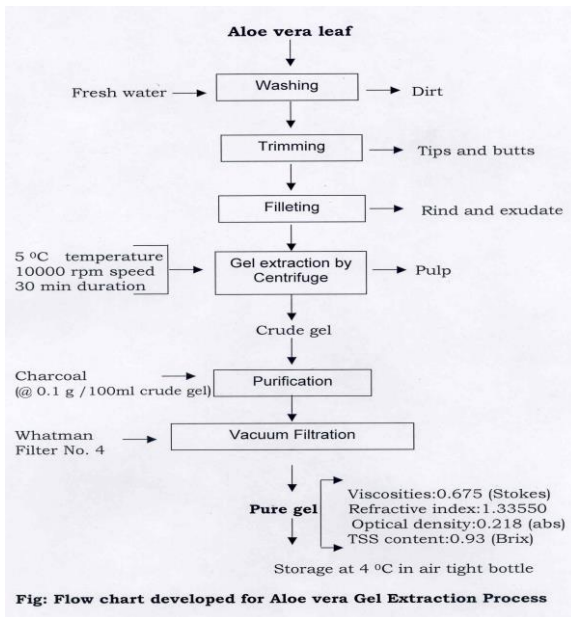 Aloe vera leaf
Fresh water
Washing
Dirt
Trimming
Tips and butts
Filleting
Rind and exudate
5 ⁰C temperature
10000 rpm speed
30 min duration
Gel extraction by
Centrifuge
Pulp
Crude gel
Charcoal
(@ 0.1 g /100ml crude gel)
Purification
Whatman
Filter No. 4
Vacuum Filtration
Pure gel
Viscosities:0.675 (Stokes)
Refractive index:1.33550
Optical density:0.218 (abs)
TSS content:0.93 (Brix)
Storage at 4 ⁰C in air tight bottle
Fig: Flow chart developed for Aloe vera Gel Extraction Process